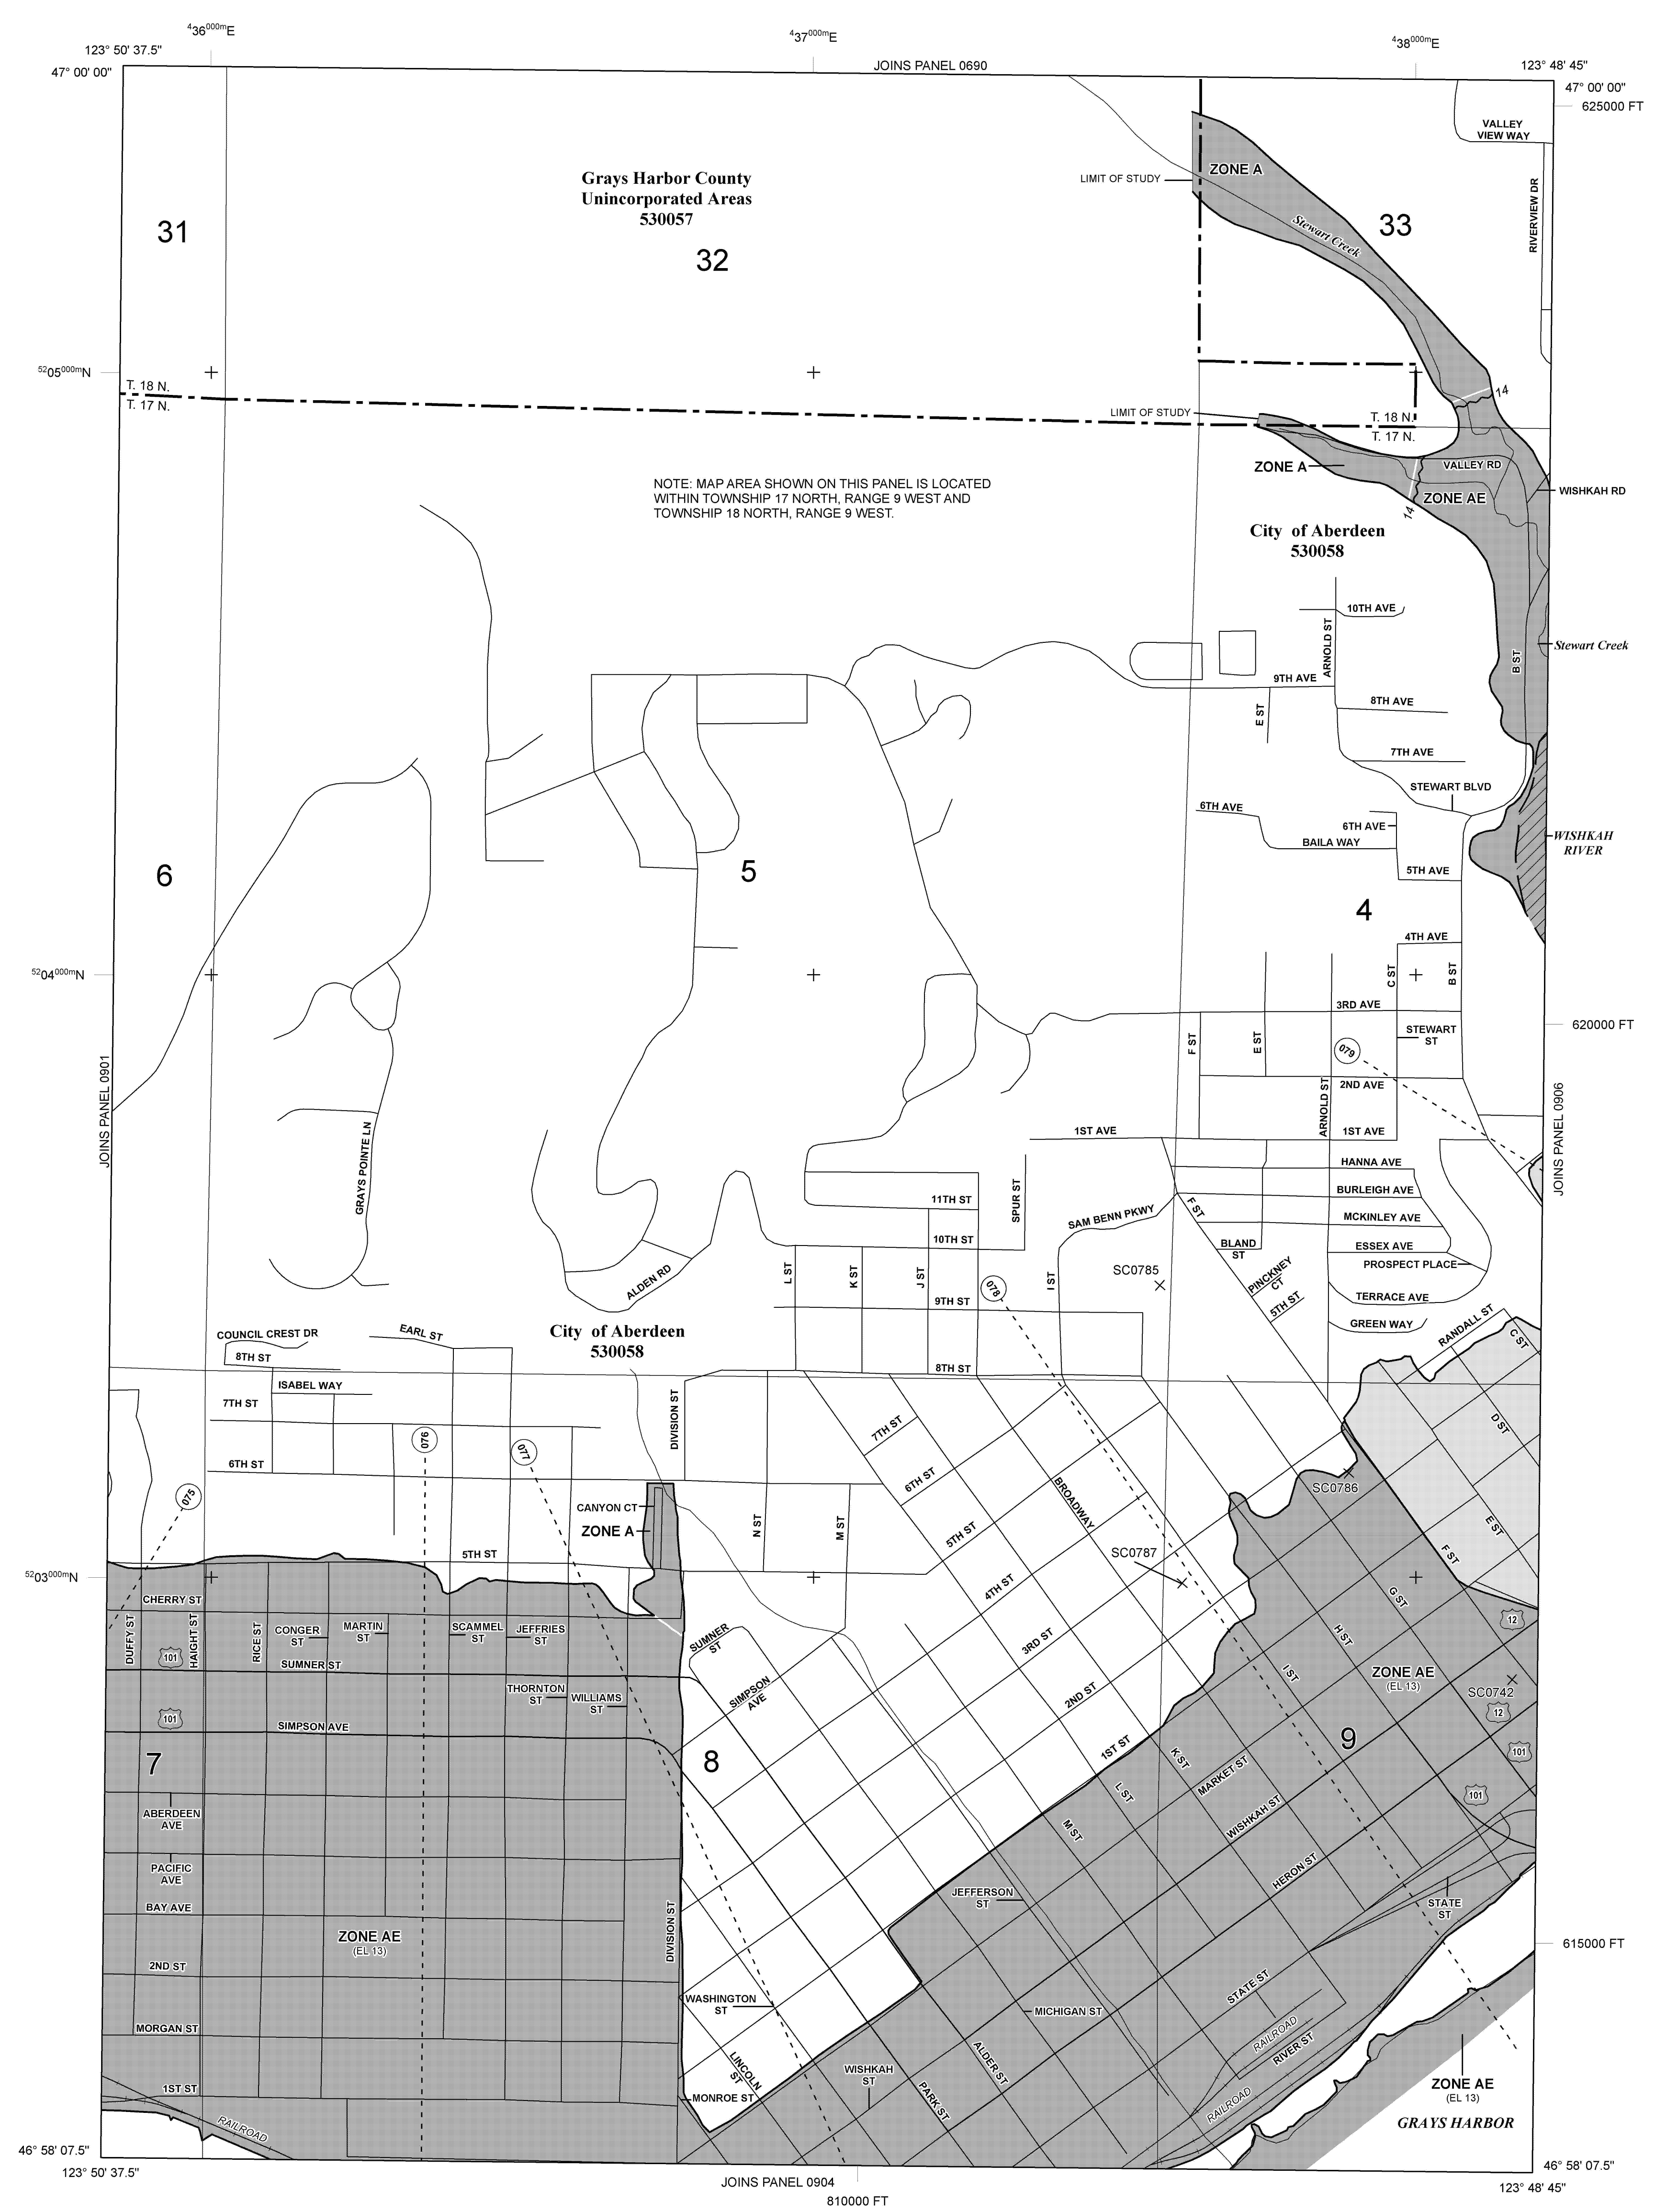 436000mE
437000mE
438000mE
123° 50' 37.5"
123° 48' 45"
47° 00' 00"
47° 00' 00"
JOINS PANEL 0690
625000 FT
VALLEY
VIEW WAY
ZONE A
LIMIT OF STUDY
Grays Harbor County
Unincorporated Areas
530057
RIVERVIEW DR
31
32
33
Stewart Creek
5205000mN
T. 18 N.
T. 17 N.
14
LIMIT OF STUDY
T. 18 N.
T. 17 N.
ZONE A
VALLEY RD
NOTE: MAP AREA SHOWN ON THIS PANEL IS LOCATED
WITHIN TOWNSHIP 17 NORTH, RANGE 9 WEST AND
TOWNSHIP 18 NORTH, RANGE 9 WEST.
WISHKAH RD
ZONE AE
14
City of Aberdeen
530058
10TH AVE
ARNOLD ST
Stewart Creek
B ST
9TH AVE
8TH AVE
E ST
7TH AVE
STEWART BLVD
6TH AVE
6TH AVE
BAILA WAY
WISHKAH
RIVER
5TH AVE
6
5
4
4TH AVE
C ST
B ST
5204000mN
3RD AVE
620000 FT
F ST
E ST
STEWART
ST
079
2ND AVE
ARNOLD ST
JOINS PANEL 0901
JOINS PANEL 0906
1ST AVE
1ST AVE
GRAYS POINTE LN
HANNA AVE
SPUR ST
11TH ST
BURLEIGH AVE
F ST
SAM BENN PKWY
MCKINLEY AVE
10TH ST
BLAND
ST
ESSEX AVE
PROSPECT PLACE
ALDEN RD
L ST
K ST
J ST
078
I ST
SC0785
PINCKNEY
CT
5TH ST
9TH ST
TERRACE AVE
GREEN WAY
RANDALL ST
C ST
COUNCIL CREST DR
EARL ST
City of Aberdeen
530058
8TH ST
8TH ST
ISABEL WAY
7TH ST
DIVISION ST
7TH ST
D ST
076
077
6TH ST
6TH ST
BROADWAY
SC0786
075
CANYON CT
ZONE A
N ST
M ST
5TH ST
E ST
5TH ST
SC0787
F ST
5203000mN
4TH ST
G ST
CHERRY ST
12
DUFFY ST
HAIGHT ST
RICE ST
CONGER
ST
MARTIN
ST
SCAMMEL
ST
JEFFRIES
ST
SUMNER
ST
3RD ST
H ST
101
SUMNER ST
I ST
ZONE AE
(EL 13)
SC0742
THORNTON
ST
WILLIAMS
ST
SIMPSON
AVE
2ND ST
12
101
SIMPSON AVE
7
8
9
1ST ST
K ST
MARKET ST
101
L ST
101
ABERDEEN
AVE
M ST
WISHKAH ST
PACIFIC
AVE
HERON ST
JEFFERSON
ST
STATE
ST
BAY AVE
DIVISION ST
ZONE AE
(EL 13)
615000 FT
2ND ST
WASHINGTON
ST
STATE ST
MICHIGAN ST
MORGAN ST
RAILROAD
RIVER ST
LINCOLN
ST
WISHKAH
ST
ALDER ST
PARK ST
1ST ST
MONROE ST
RAILROAD
ZONE AE
(EL 13)
GRAYS HARBOR
RAILROAD
46° 58' 07.5"
46° 58' 07.5"
123° 50' 37.5"
JOINS PANEL 0904
123° 48' 45"
810000 FT